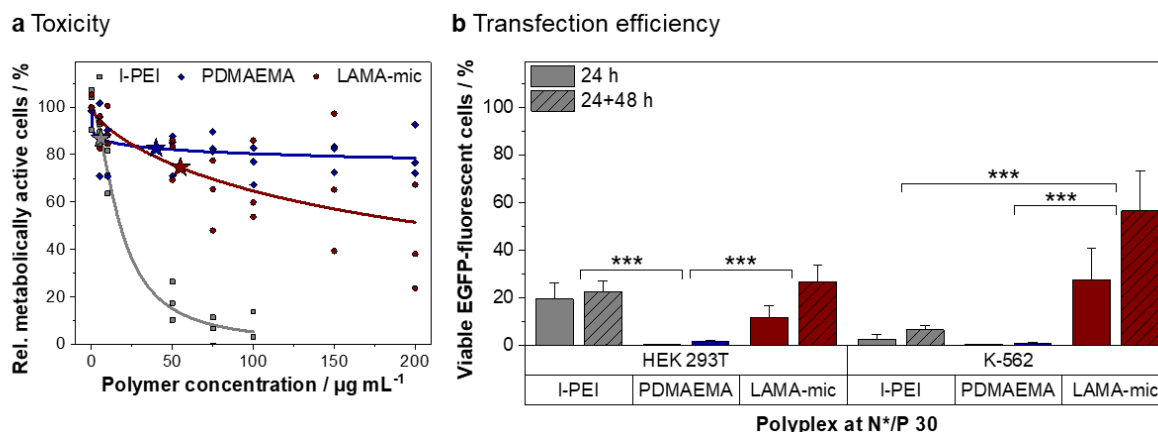 a Toxicity
l-PEI PDMAEMA LAMA-mic
Rel. metabolically active cells / %
100
80
60
40
20
0
0 50 100 150 200
Polymer concentration / µg mL-1
b Transfection efficiency
24 h
24+48 h
Viable EGFP-fluorescent cells / %
100
80
60
40
20
0
***
***
***
***
HEK 293T K-562
l-PEI PDMAEMA LAMA-mic l-PEI PDMAEMA LAMA-mic
Polyplex at N*/P 30